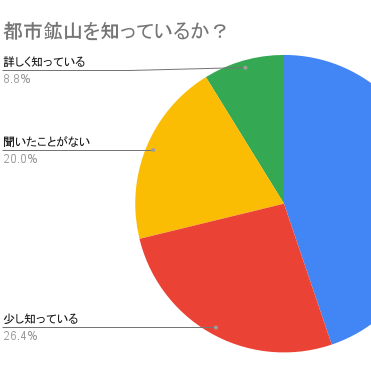 都市鉱山を知っているか？
詳しく知っている
8.8%
聞いたことがない
20.0%
少し知っている
26.4%